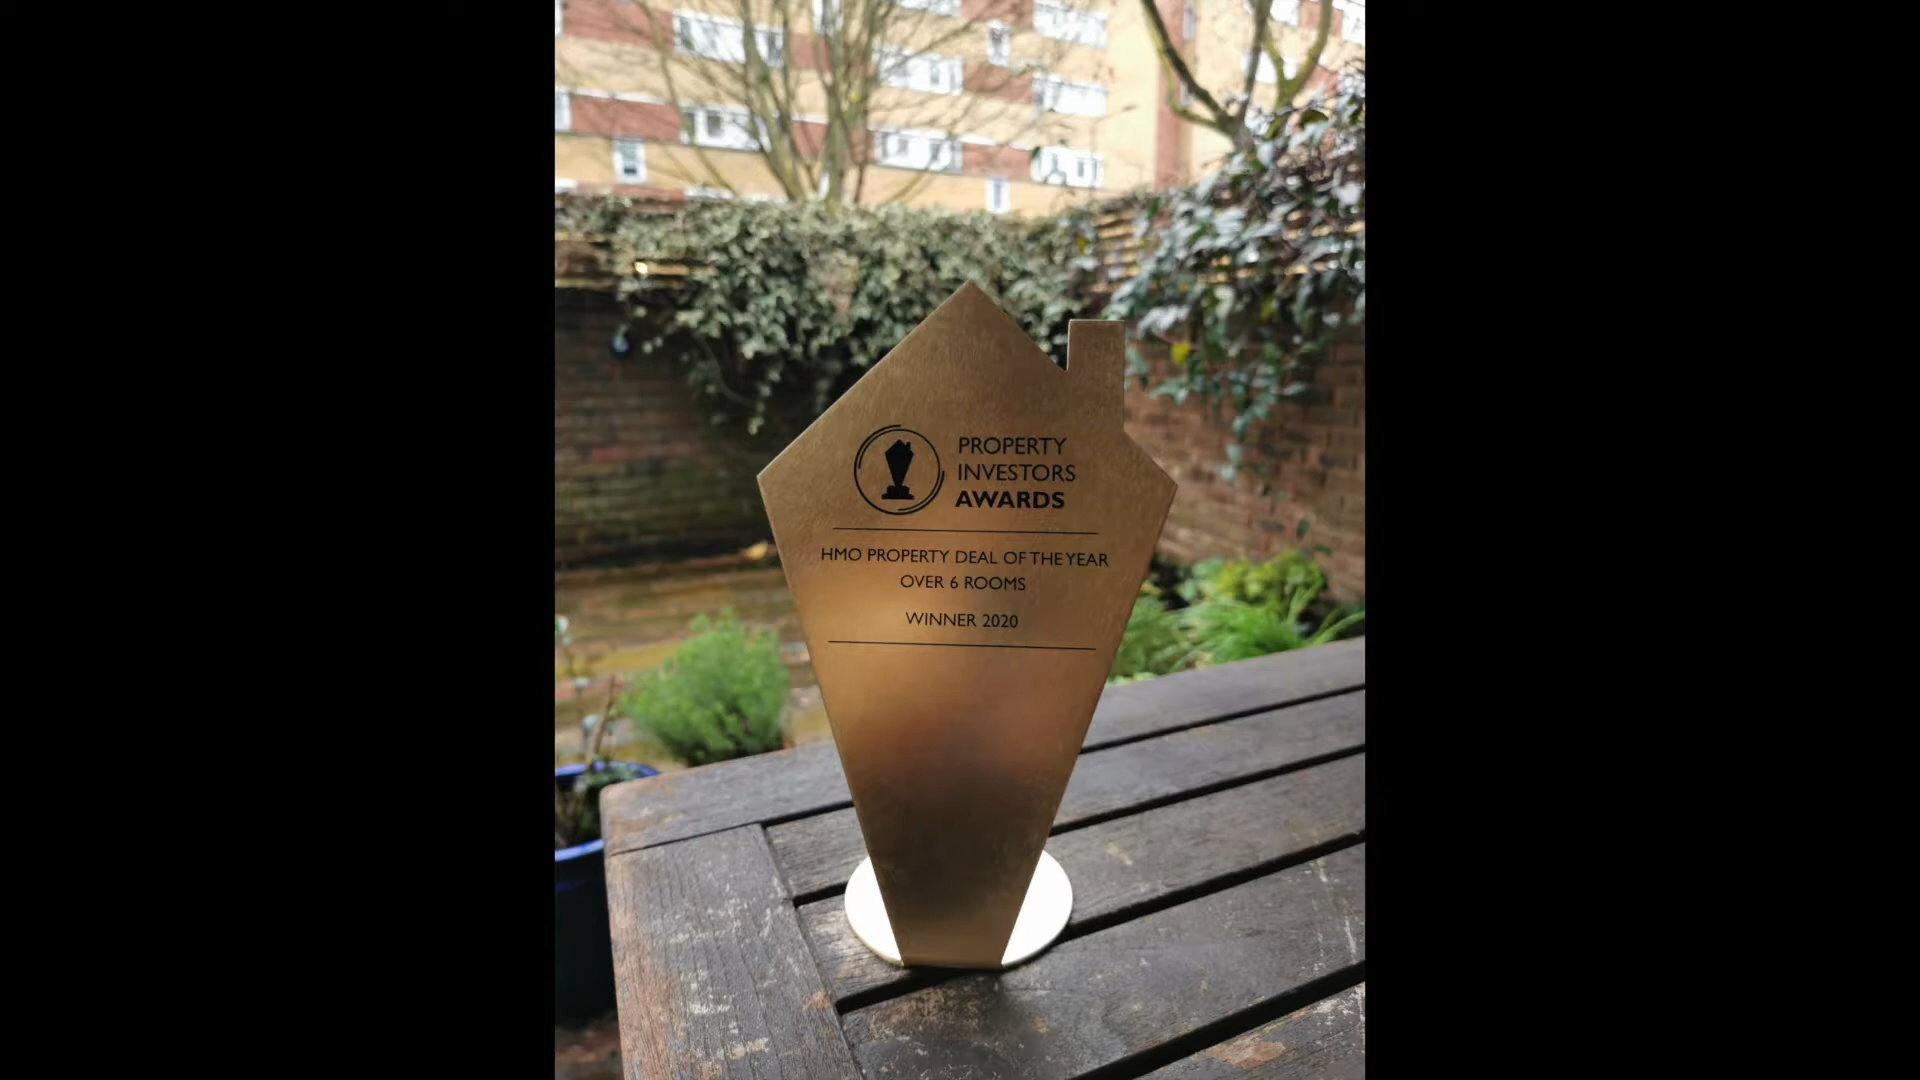 PROPERTY
INVESTORS
AWARDS
HMO PROPERTY DEAL OF THE YEAR
OVER 6 ROOMS
WINNER 2020